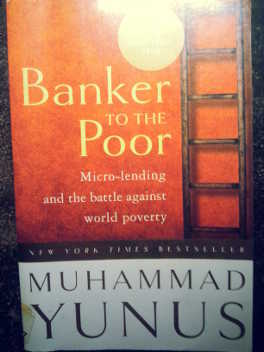 Banker
TO THE
Poor
Micro-lending
and the battle against
world poverty
NEW YORK TIMES BESTSELLER
MUHAMMAD
YUNUS